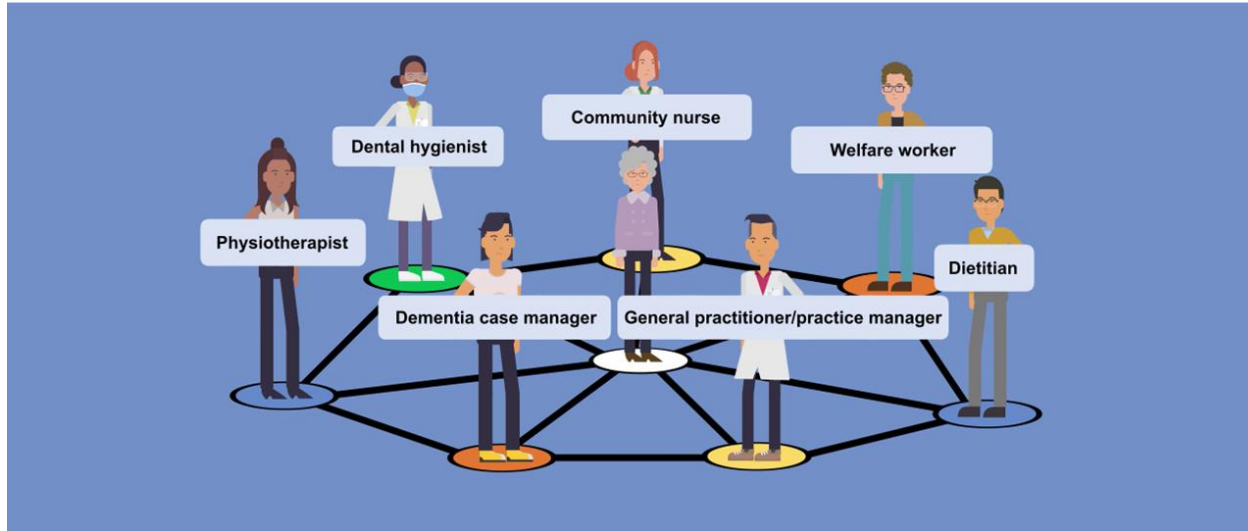 Community nurse
Dental hygienist
Welfare worker
Physiotherapist
Dietitian
Dementia case manager
General practitioner/practice manager